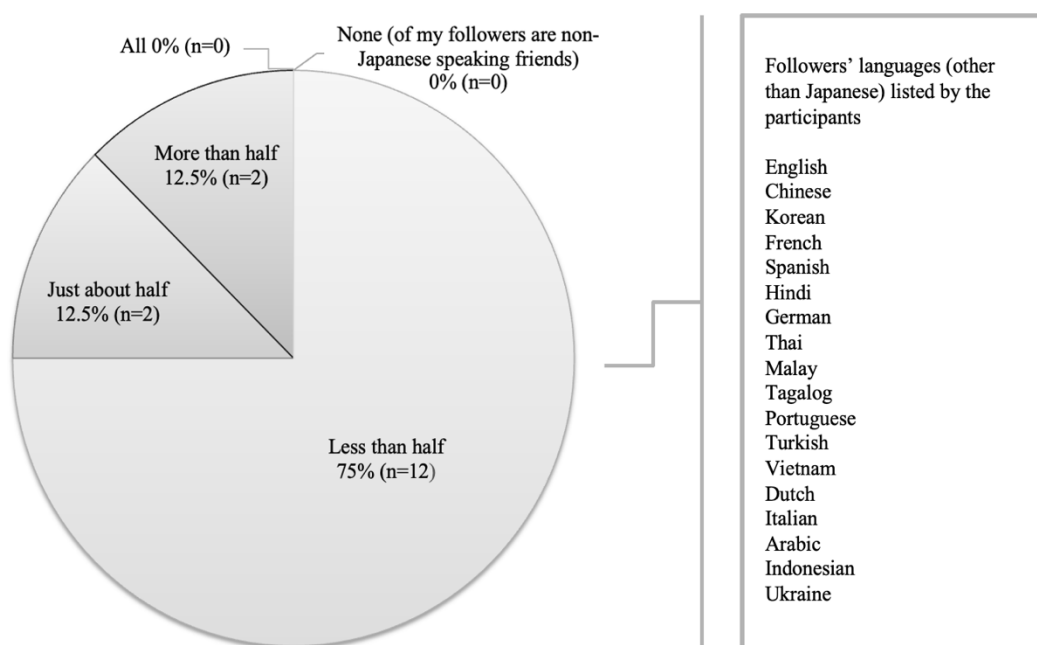 All 0% (n=0)
None (of my followers are non-
Japanese speaking friends)
0% (n=0)
More than half
12.5% (n=2)
Just about half
12.5% (n=2)
Less than half
75% (n=12)
Followers’ languages (other
than Japanese) listed by the
participants
English
Chinese
Korean
French
Spanish
Hindi
German
Thai
Malay
Tagalog
Portuguese
Turkish
Vietnam
Dutch
Italian
Arabic
Indonesian
Ukraine